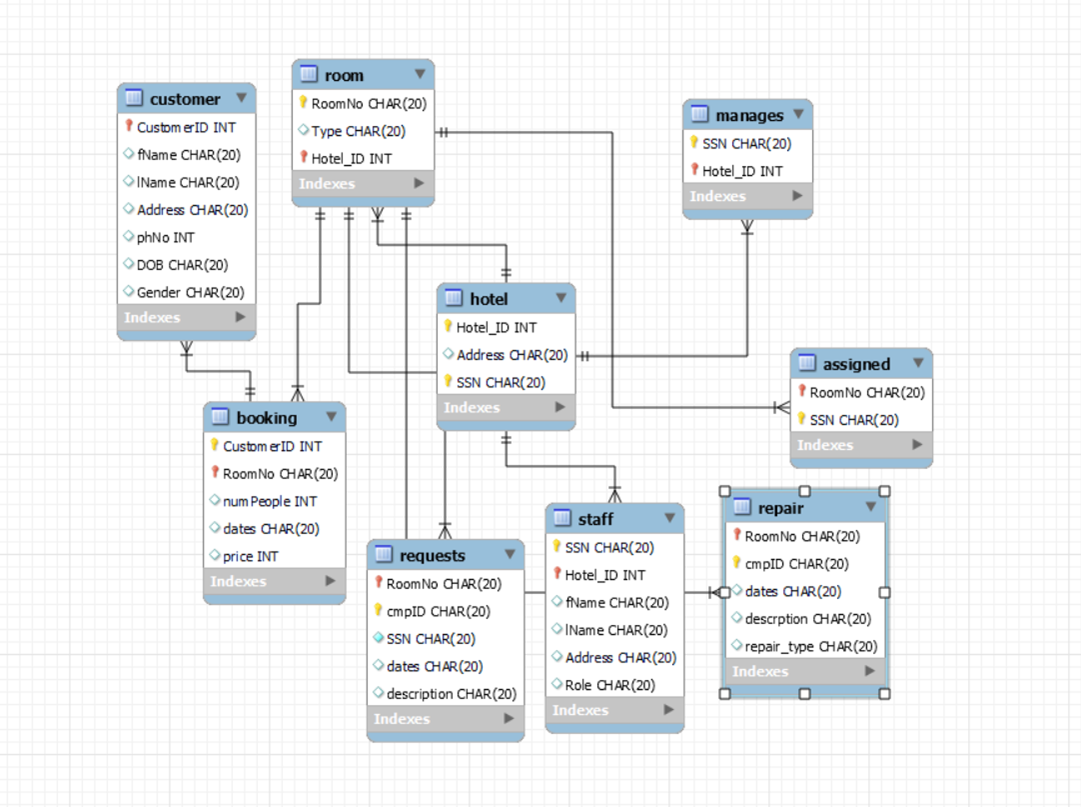 room
RoomNo CHAR(20)
Type CHAR(20)
Hotel_ID INT
Indexes
customer
CustomerID INT
fName CHAR(20)
lName CHAR(20)
Address CHAR(20)
phNo INT
DOB CHAR(20)
Gender CHAR(20)
Indexes
manages
SSN CHAR(20)
Hotel_ID INT
Indexes
hotel
Hotel_ID INT
Address CHAR(20)
SSN CHAR(20)
Indexes
assigned
RoomNo CHAR(20)
SSN CHAR(20)
Indexes
booking
CustomerID INT
RoomNo CHAR(20)
numPeople INT
dates CHAR(20)
price INT
Indexes
requests
RoomNo CHAR(20)
cmpID CHAR(20)
SSN CHAR(20)
dates CHAR(20)
description CHAR(20)
Indexes
staff
SSN CHAR(20)
Hotel_ID INT
fName CHAR(20)
lName CHAR(20)
Address CHAR(20)
Role CHAR(20)
Indexes
repair
RoomNo CHAR(20)
cmpID CHAR(20)
dates CHAR(20)
descrption CHAR(20)
repair_type CHAR(20)
Indexes